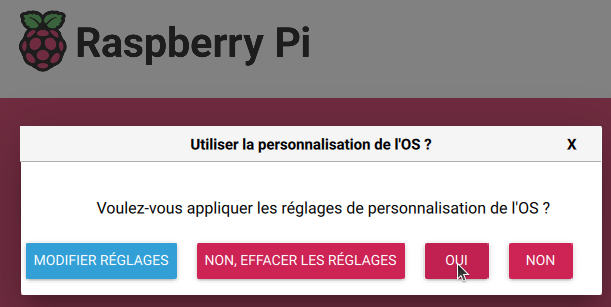 Raspberry Pi
Utiliser la personnalisation de l'OS ?
X
Voulez-vous appliquer les réglages de personnalisation de l'OS ?
MODIFIER RÉGLAGES
NON, EFFACER LES RÉGLAGES
OUI
NON